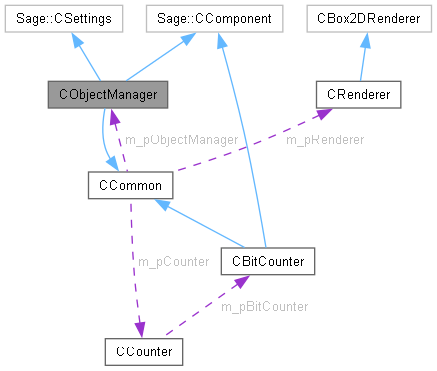 Sage::CSettings
Sage::CComponent
CBox2DRenderer
CObjectManager
CRenderer
m_pObjectManager
m_pRenderer
CCommon
m_pCounter
CBitCounter
m_pBitCounter
CCounter